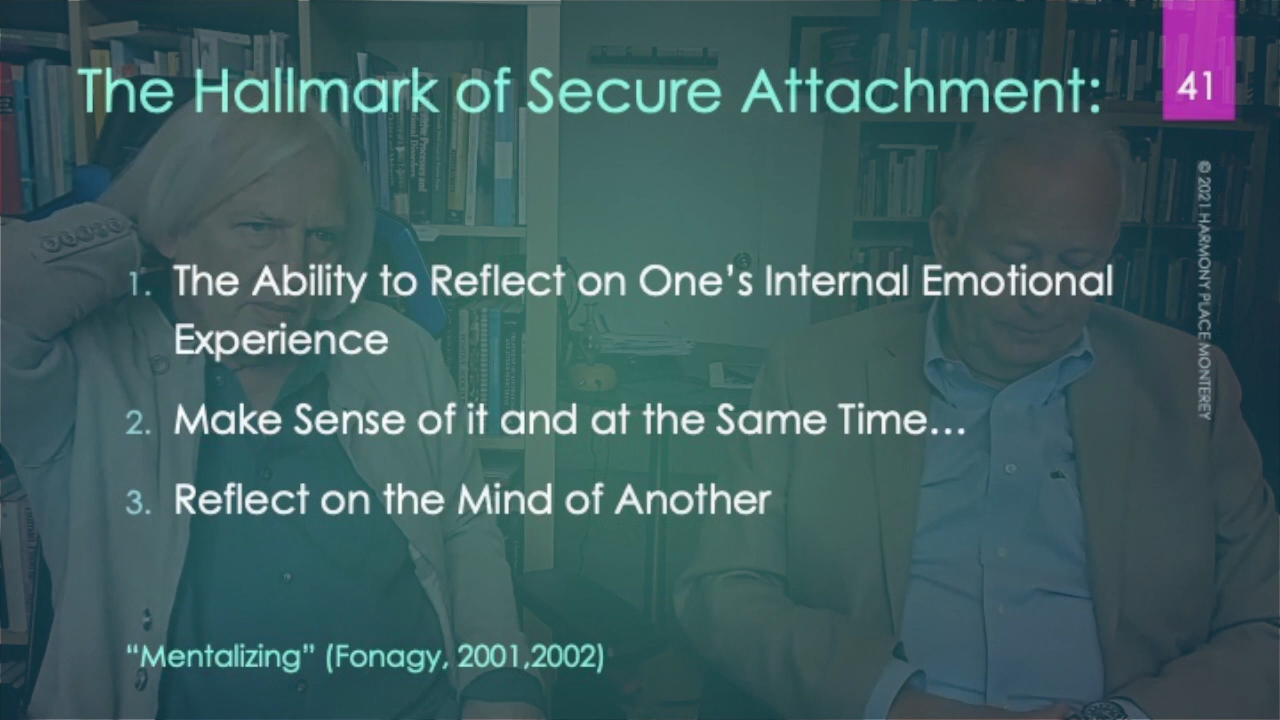 The Hallmark of Secure Attachment:
41
© 2021 HARMONY PLACE MONTEREY
1. The Ability to Reflect on One's Internal Emotional
Experience
2. Make Sense of it and at the Same Time...
3. Reflect on the Mind of Another
"Mentalizing" (Fonagy, 2001,2002)